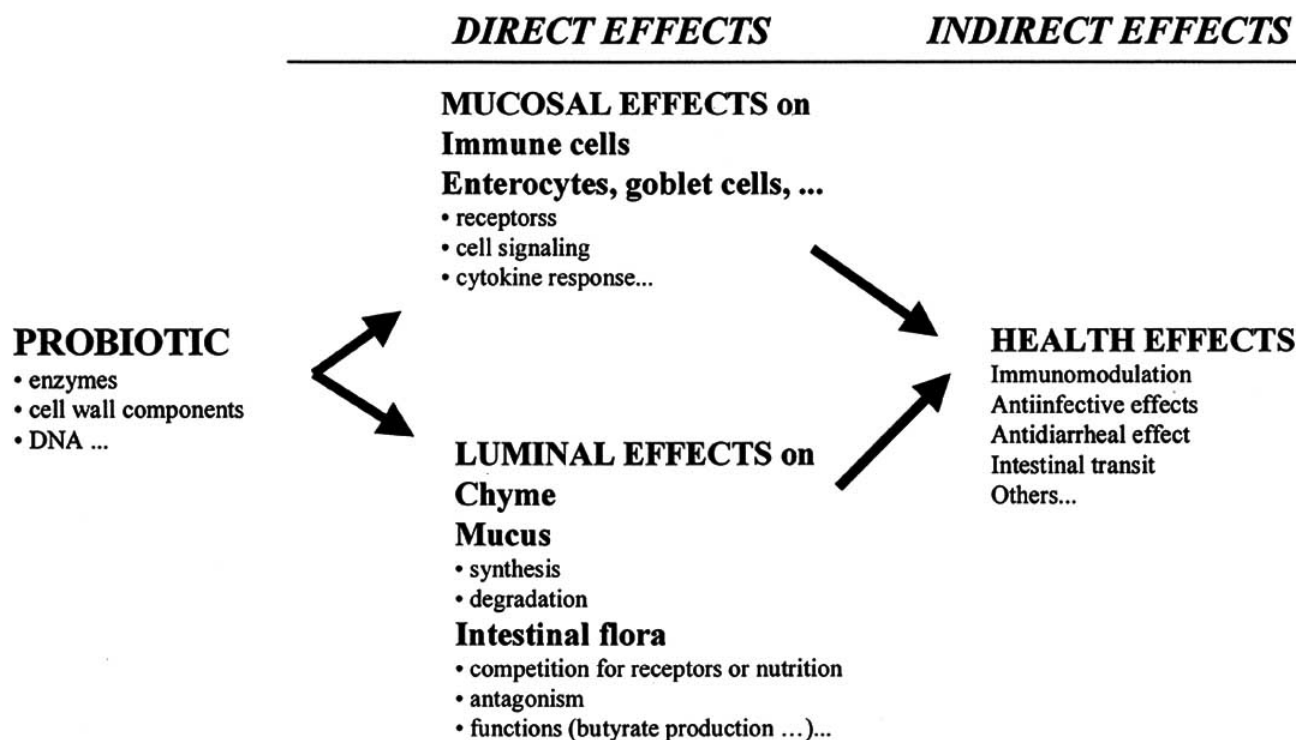 DIRECT EFFECTS INDIRECT EFFECTS
MUCOSAL EFFECTS on
Immune cells
Enterocytes, goblet cells, ...
• receptorss
• cell signaling
• cytokine response...
PROBIOTIC
• enzymes
• cell wall components
• DNA ...
LUMINAL EFFECTS on
Chyme
Mucus
• synthesis
• degradation
Intestinal flora
• competition for receptors or nutrition
• antagonism
• functions (butyrate production ...)...
HEALTH EFFECTS
Immunomodulation
Antiinfective effects
Antidiarrheal effect
Intestinal transit
Others...